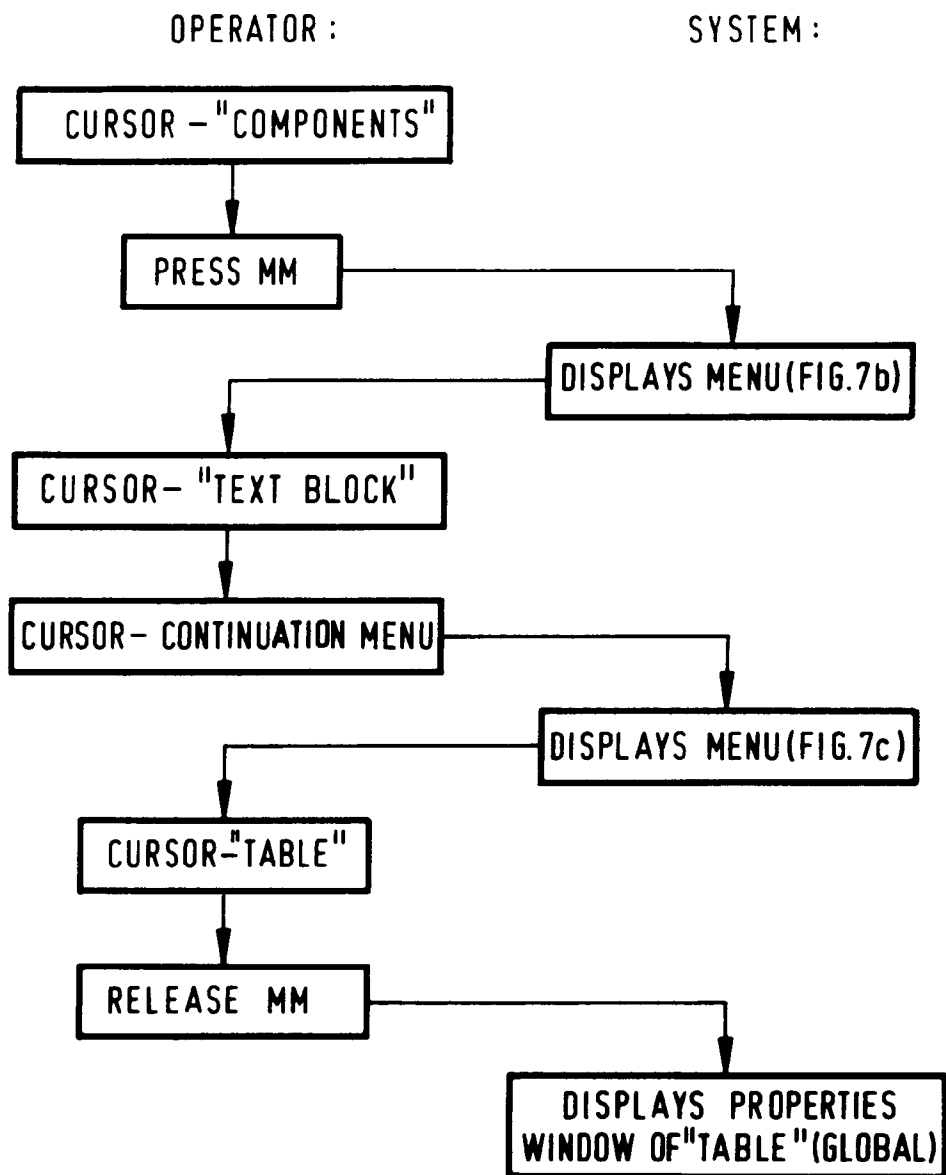 OPERATOR :
SYSTEM :
CURSOR - "COMPONENTS"
PRESS MM
DISPLAYS MENU (FIG. 7b)
CURSOR - "TEXT BLOCK"
CURSOR - CONTINUATION MENU
DISPLAYS MENU (FIG. 7c)
CURSOR - "TABLE"
RELEASE MM
DISPLAYS PROPERTIES
WINDOW OF "TABLE" (GLOBAL)